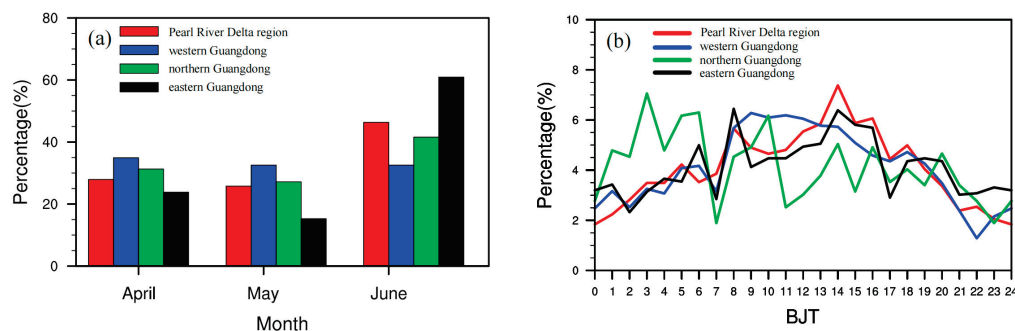 (a)
Pearl River Delta region
western Guangdong
northern Guangdong
eastern Guangdong
Percentage(%)
80
60
40
20
0
April May June
Month
(b)
Pearl River Delta region
western Guangdong
northern Guangdong
eastern Guangdong
Percentage(%)
10
8
6
4
2
0
0 1 2 3 4 5 6 7 8 9 10 11 12 13 14 15 16 17 18 19 20 21 22 23 24
BJT